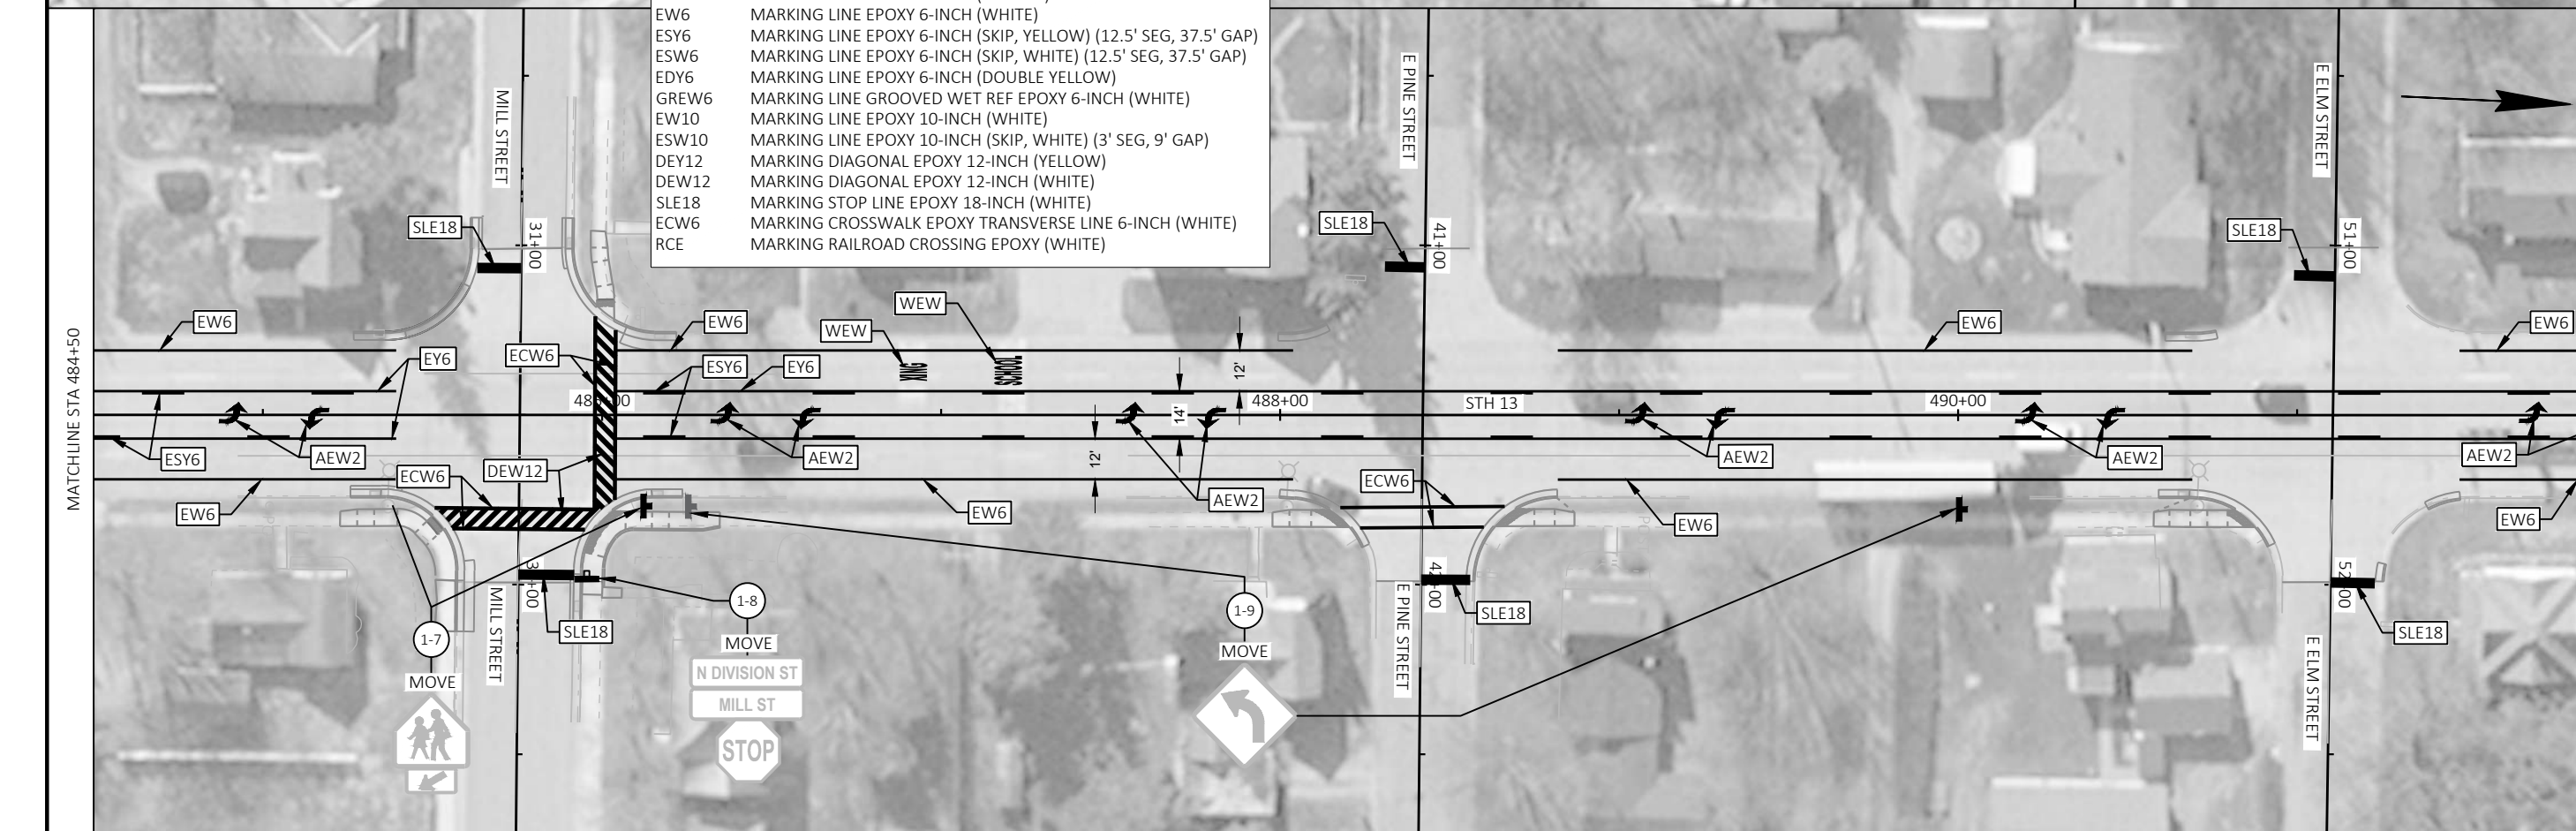 EW6 MARKING LINE EPOXY 6-INCH (WHITE)
ESY6 MARKING LINE EPOXY 6-INCH (SKIP, YELLOW) (12.5' SEG, 37.5' GAP)
ESW6 MARKING LINE EPOXY 6-INCH (SKIP, WHITE) (12.5' SEG, 37.5' GAP)
EDY6 MARKING LINE EPOXY 6-INCH (DOUBLE YELLOW)
GREW6 MARKING LINE GROOVED WET REF EPOXY 6-INCH (WHITE)
EW10 MARKING LINE EPOXY 10-INCH (WHITE)
ESW10 MARKING LINE EPOXY 10-INCH (SKIP, WHITE) (3' SEG, 9' GAP)
DEY12 MARKING DIAGONAL EPOXY 12-INCH (YELLOW)
DEW12 MARKING DIAGONAL EPOXY 12-INCH (WHITE)
SLE18 MARKING STOP LINE EPOXY 18-INCH (WHITE)
ECW6 MARKING CROSSWALK EPOXY TRANSVERSE LINE 6-INCH (WHITE)
RCE MARKING RAILROAD CROSSING EPOXY (WHITE)
MATCHLINE STA 484+50
MILL STREET
E PINE STREET
E ELM STREET
SLE18
31+00
SLE18
41+00
SLE18
51+00
EW6
EW6
WEW
WEW
EW6
EW6
EY6
ECW6
ESY6
EY6
SCHOOL
12'
488+00
14'
STH 13
490+00
ESY6
AEW2
ECW6
DEW12
AEW2
12'
AEW2
AEW2
AEW2
AEW2
EW6
EW6
ECW6
EW6
EW6
SLE18
SLE18
SLE18
52+00
MILL STREET
E PINE STREET
E ELM STREET
1-7
MOVE
1-8
MOVE
N DIVISION ST
MILL ST
STOP
1-9
MOVE